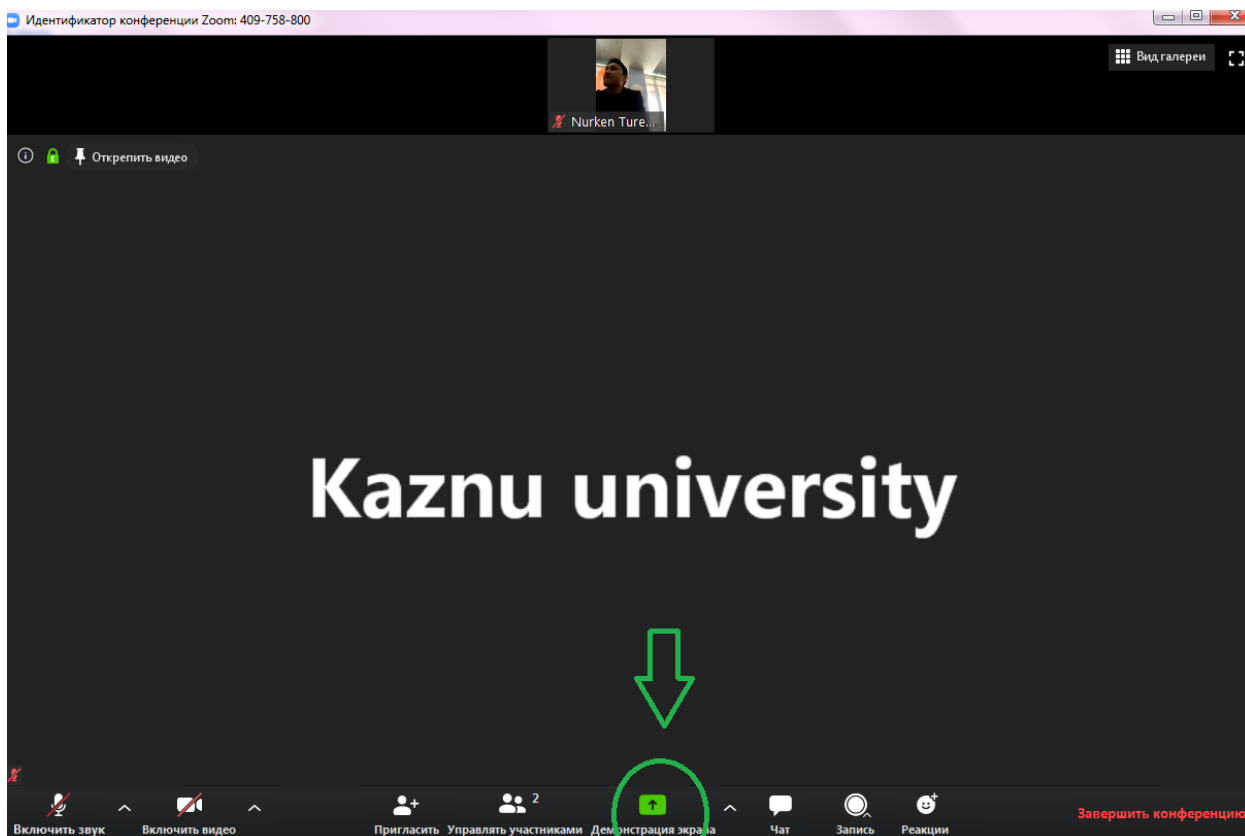 Идентификатор конференции Zoom: 409-758-800
Вид галереи
Nurken Ture...
Открепить видео
Kaznu university
2
Включить звук
Включить видео
Пригласить
Управлять участниками
Демонстрация экрана
Чат
Запись
Реакции
Завершить конференцию